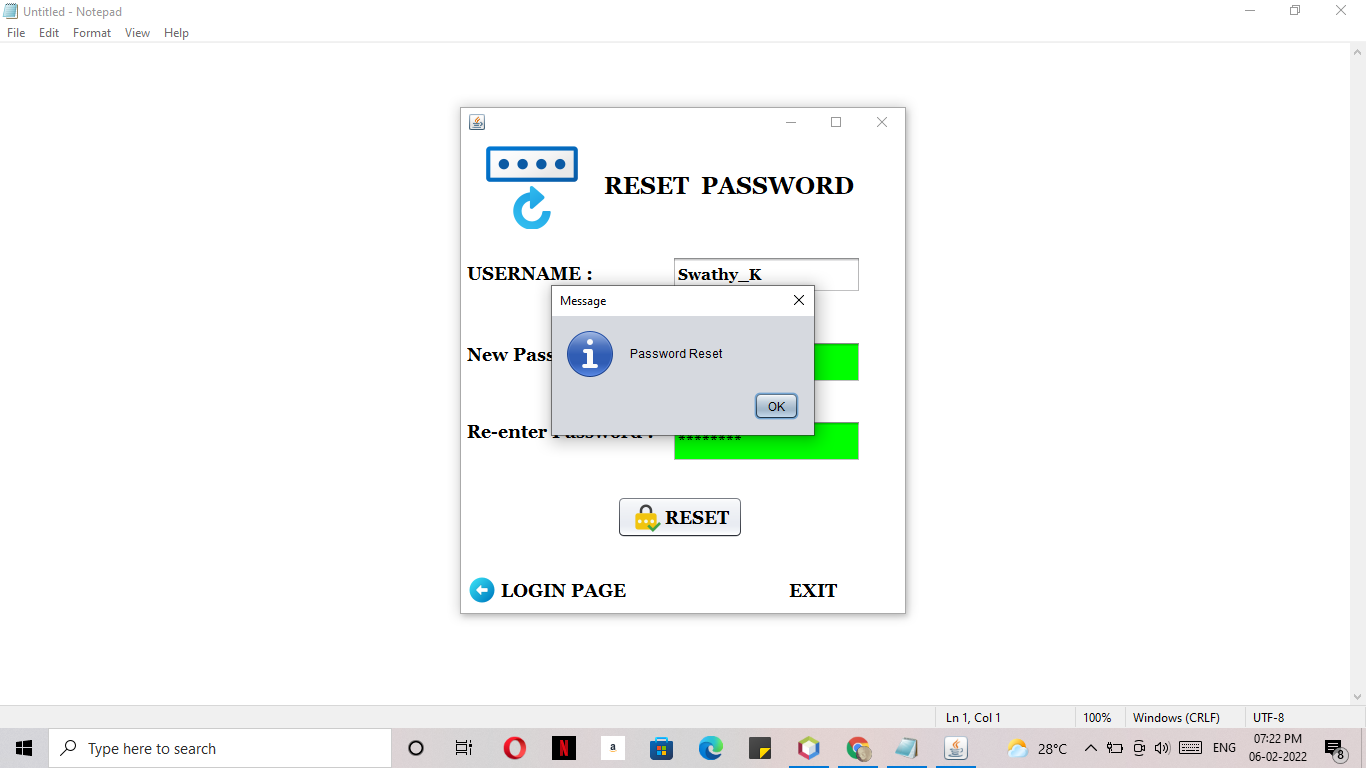 Untitled - Notepad
File Edit Format View Help
RESET PASSWORD
USERNAME :
Swathy_K
Message
New Pass
Password Reset
OK
Re-enter Password :
********
RESET
LOGIN PAGE
EXIT
Ln 1, Col 1 100% Windows (CRLF) UTF-8
Type here to search
N
a
28°C
ENG
07:22 PM
06-02-2022
8